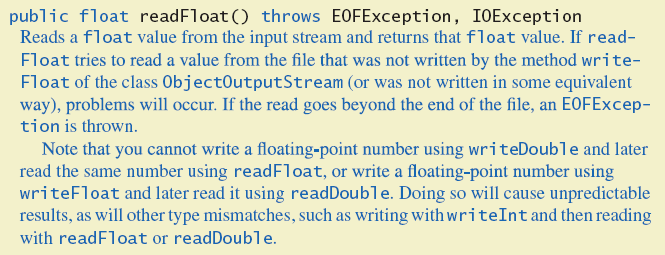 public float readFloat() throws EOFException, IOException
Reads a float value from the input stream and returns that float value. If read-
Float tries to read a value from the file that was not written by the method write-
Float of the class ObjectOutputStream (or was not written in some equivalent
way), problems will occur. If the read goes beyond the end of the file, an EOFExcep-
tion is thrown.
Note that you cannot write a floating-point number using writeDouble and later
read the same number using readFloat, or write a floating-point number using
writeFloat and later read it using readDouble. Doing so will cause unpredictable
results, as will other type mismatches, such as writing with writeInt and then reading
with readFloat or readDouble.